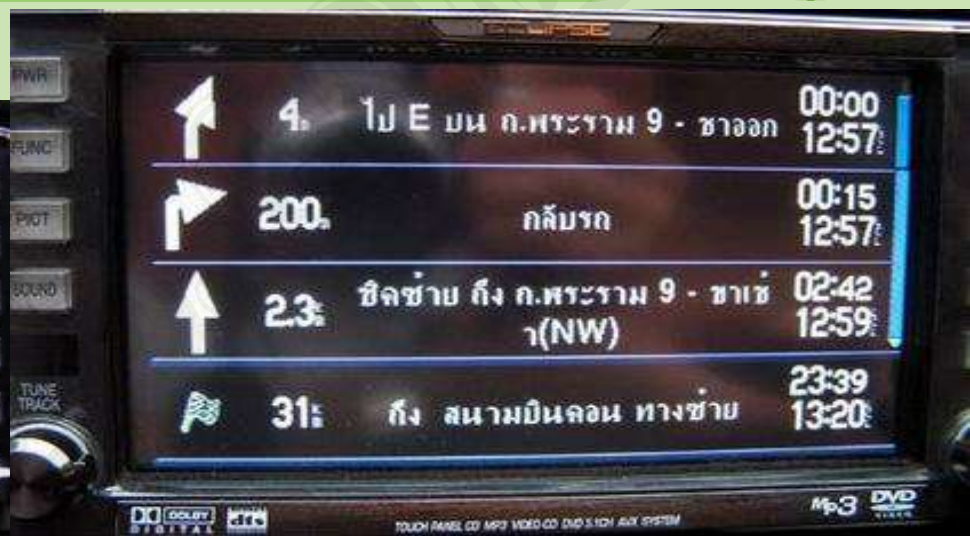 ECLIPSE
PWR
FUNC
PICT
SOUND
TUNE
TRACK
4m ไป E บน ถ.พระราม 9 - ขาออก 00:00
12:57
200m กลับรถ 00:15
12:57
2.3 ชิดซ้าย ถึง ถ.พระราม 9 - ขาเข้
า(NW) 02:42
12:59
31 ถึง สนามบินดอน ทางซ้าย 23:39
13:20
DOLBY
DIGITAL
dts
TOUCH PANEL CD MP3 VIDEO-CD DVD 5.1CH AVX SYSTEM
MP3
DVD
VIDEO